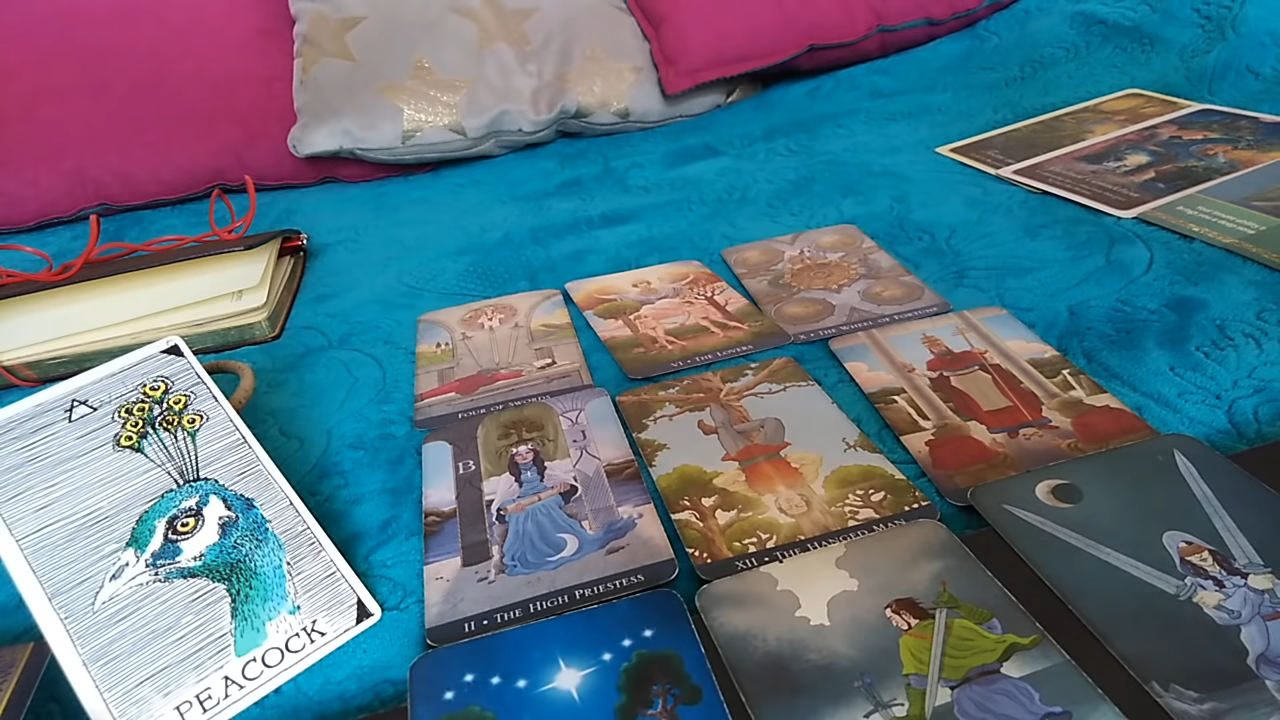 X • THE WHEEL OF FORTUNE
VI • THE LOVERS
FOUR OF SWORDS
B
J
XII • THE HANGED MAN
II • THE HIGH PRIESTESS
PEACOCK